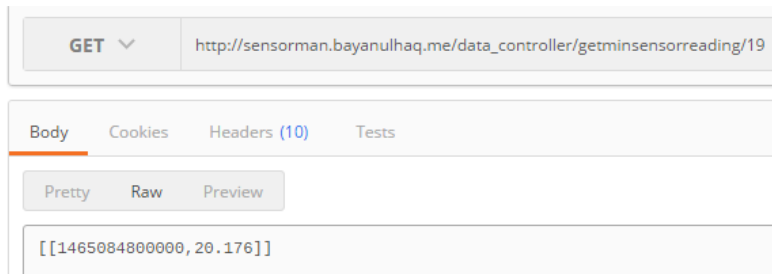 GET http://sensorman.bayanulhaq.me/data_controller/getminsensorreading/19
Body Cookies Headers (10) Tests
Pretty Raw Preview
[[1465084800000,20.176]]